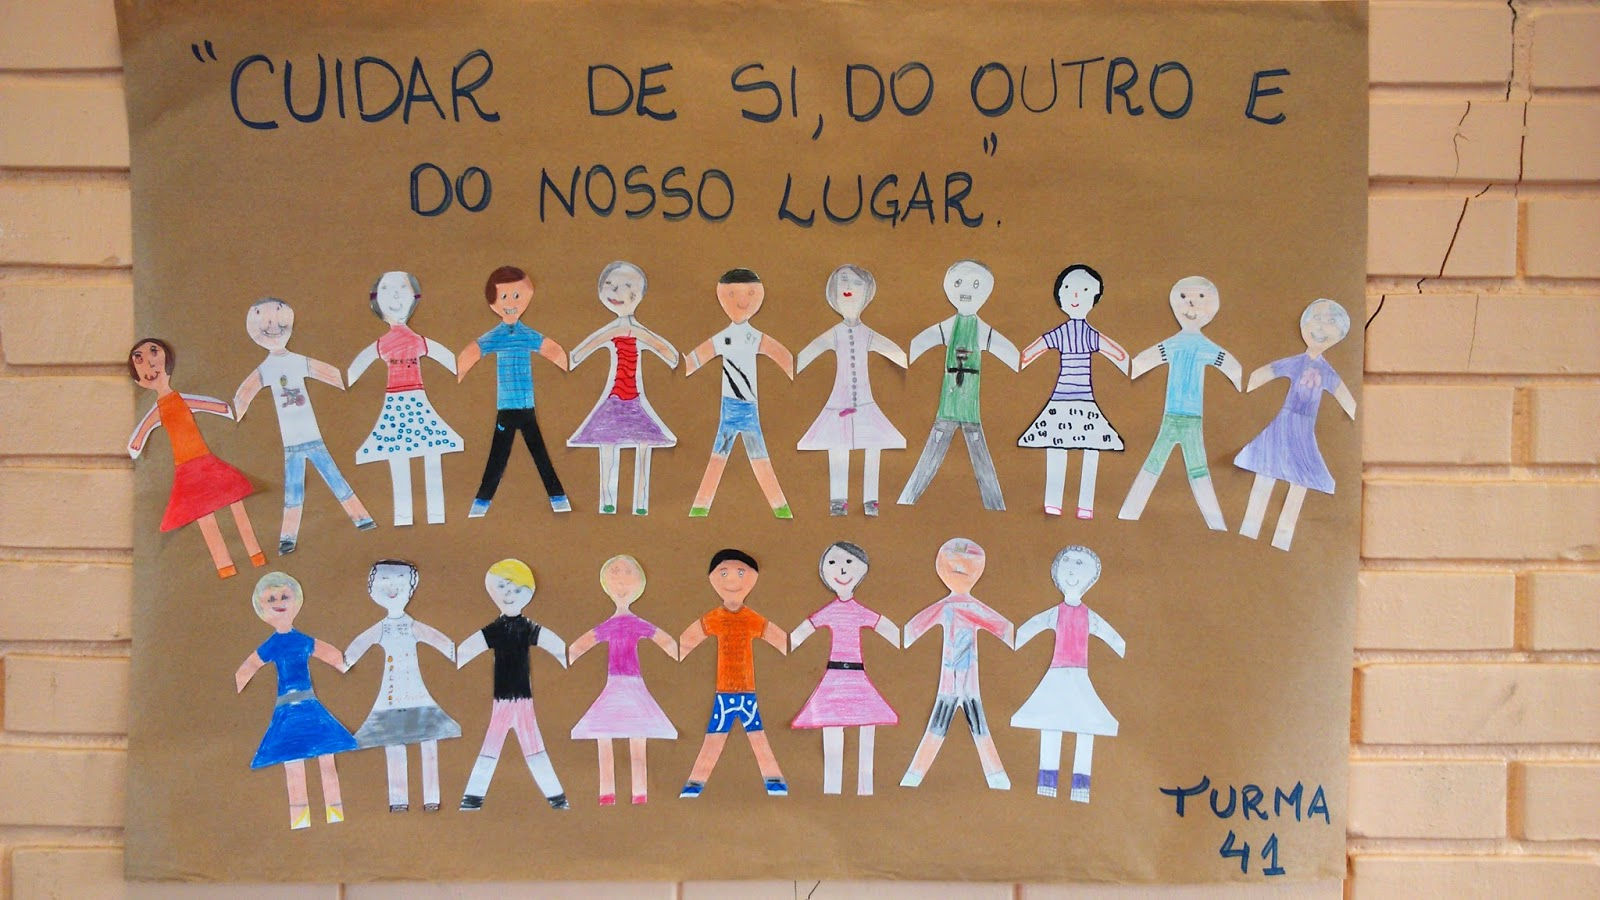 "CUIDAR DE SI, DO OUTRO E
DO NOSSO LUGAR".
TURMA
41